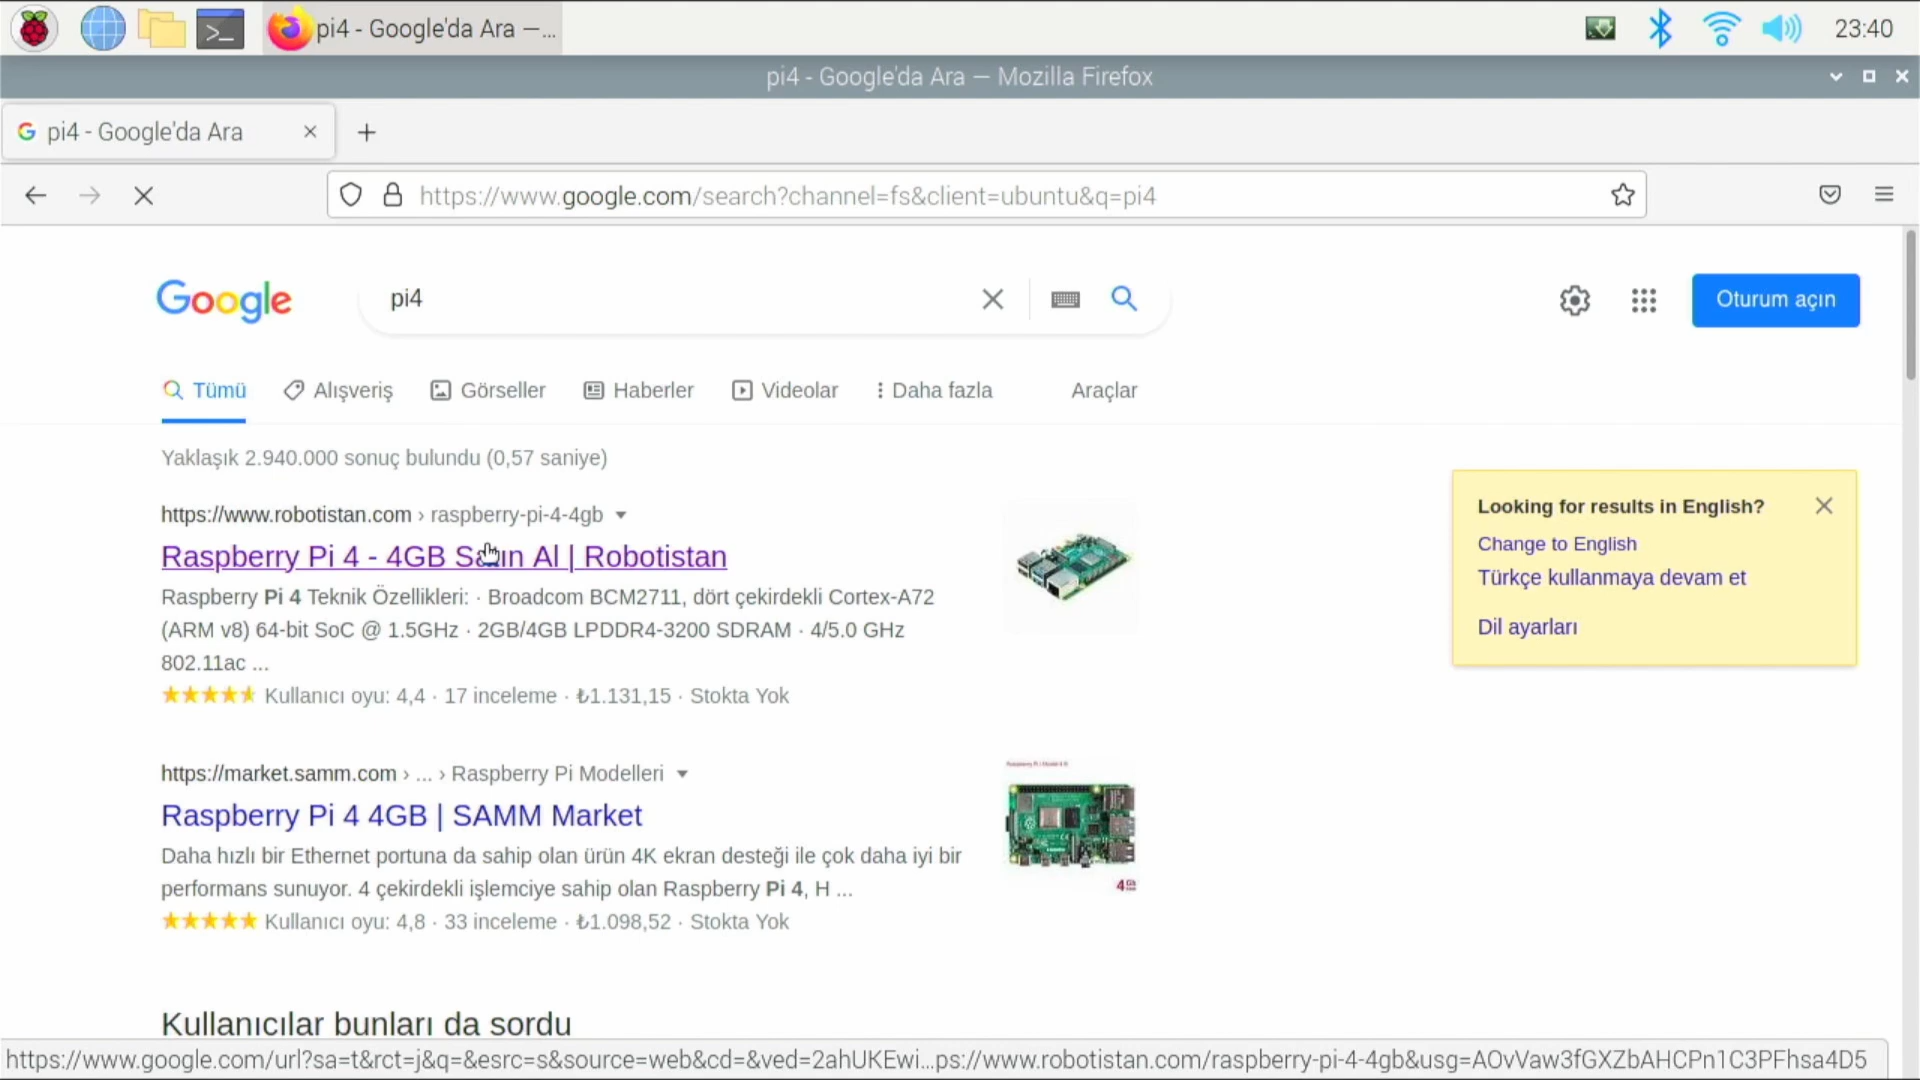 pi4 - Google'da Ara —...
23:40
pi4 - Google'da Ara — Mozilla Firefox
pi4 - Google'da Ara
https://www.google.com/search?channel=fs&client=ubuntu&q=pi4
Google
pi4
Oturum açın
Tümü
Alışveriş
Görseller
Haberler
Videolar
Daha fazla
Araçlar
Yaklaşık 2.940.000 sonuç bulundu (0,57 saniye)
https://www.robotistan.com › raspberry-pi-4-4gb
Raspberry Pi 4 - 4GB Satın Al | Robotistan
Raspberry Pi 4 Teknik Özellikleri: · Broadcom BCM2711, dört çekirdekli Cortex-A72
(ARM v8) 64-bit SoC @ 1.5GHz · 2GB/4GB LPDDR4-3200 SDRAM · 4/5.0 GHz
802.11ac ...
Kullanıcı oyu: 4,4 · 17 inceleme · ₺1.131,15 · Stokta Yok
https://market.samm.com › ... › Raspberry Pi Modelleri
Raspberry Pi 4 4GB | SAMM Market
Daha hızlı bir Ethernet portuna da sahip olan ürün 4K ekran desteği ile çok daha iyi bir
performans sunuyor. 4 çekirdekli işlemciye sahip olan Raspberry Pi 4, H ...
Kullanıcı oyu: 4,8 · 33 inceleme · ₺1.098,52 · Stokta Yok
Looking for results in English?
Change to English
Türkçe kullanmaya devam et
Dil ayarları
Kullanıcılar bunları da sordu
https://www.google.com/url?sa=t&rct=j&q=&esrc=s&source=web&cd=&ved=2ahUKEwi...ps://www.robotistan.com/raspberry-pi-4-4gb&usg=AOvVaw3fGXZbAHCPn1C3PFhsa4D5